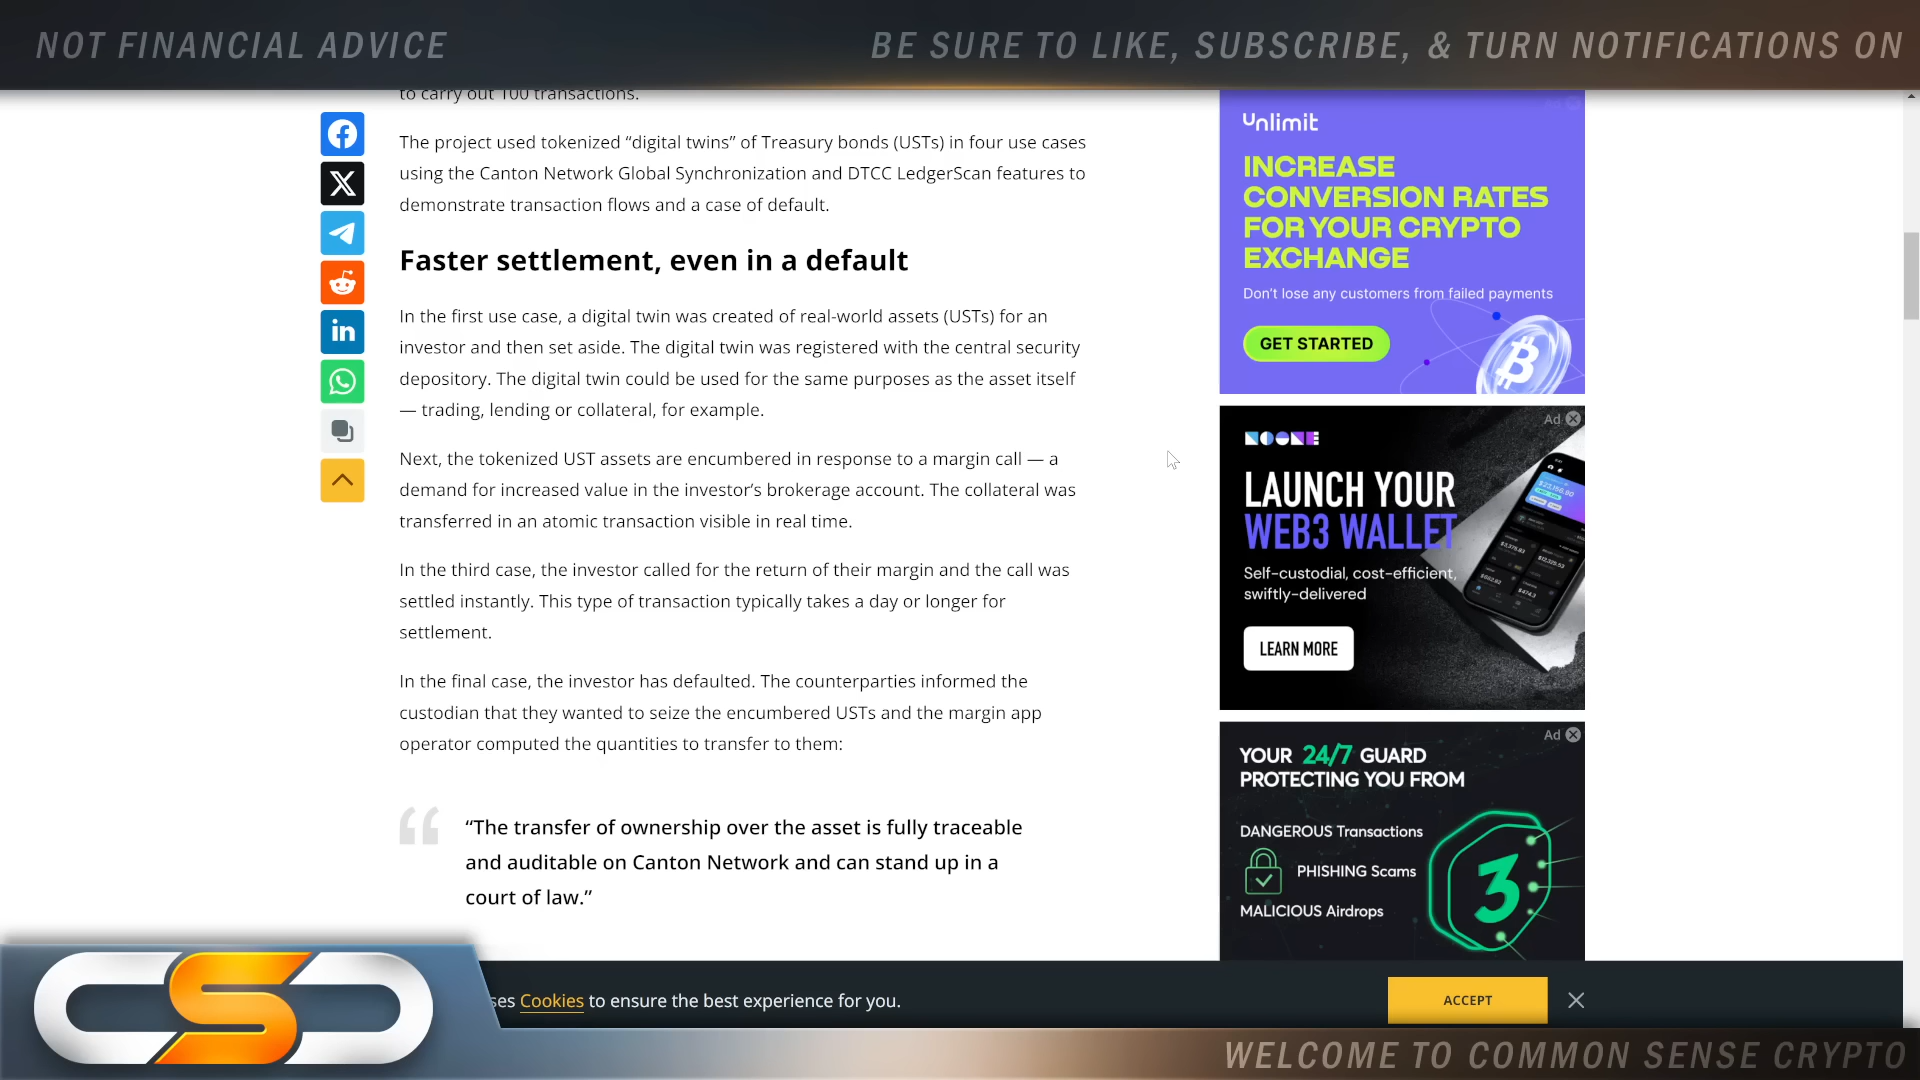 NOT FINANCIAL ADVICE
BE SURE TO LIKE, SUBSCRIBE, & TURN NOTIFICATIONS ON
to carry out 100 transactions.
The project used tokenized “digital twins” of Treasury bonds (USTs) in four use cases
using the Canton Network Global Synchronization and DTCC LedgerScan features to
demonstrate transaction flows and a case of default.
Faster settlement, even in a default
In the first use case, a digital twin was created of real-world assets (USTs) for an
investor and then set aside. The digital twin was registered with the central security
depository. The digital twin could be used for the same purposes as the asset itself
— trading, lending or collateral, for example.
Next, the tokenized UST assets are encumbered in response to a margin call — a
demand for increased value in the investor’s brokerage account. The collateral was
transferred in an atomic transaction visible in real time.
In the third case, the investor called for the return of their margin and the call was
settled instantly. This type of transaction typically takes a day or longer for
settlement.
In the final case, the investor has defaulted. The counterparties informed the
custodian that they wanted to seize the encumbered USTs and the margin app
operator computed the quantities to transfer to them:
“The transfer of ownership over the asset is fully traceable
and auditable on Canton Network and can stand up in a
court of law.”
Unlimit
INCREASE
CONVERSION RATES
FOR YOUR CRYPTO
EXCHANGE
Don't lose any customers from failed payments
GET STARTED
Ad
NOONE
LAUNCH YOUR
WEB3 WALLET
Self-custodial, cost-efficient,
swiftly-delivered
LEARN MORE
Ad
YOUR 24/7 GUARD
PROTECTING YOU FROM
DANGEROUS Transactions
PHISHING Scams
MALICIOUS Airdrops
3
ses Cookies to ensure the best experience for you.
ACCEPT
CSC
WELCOME TO COMMON SENSE CRYPTO